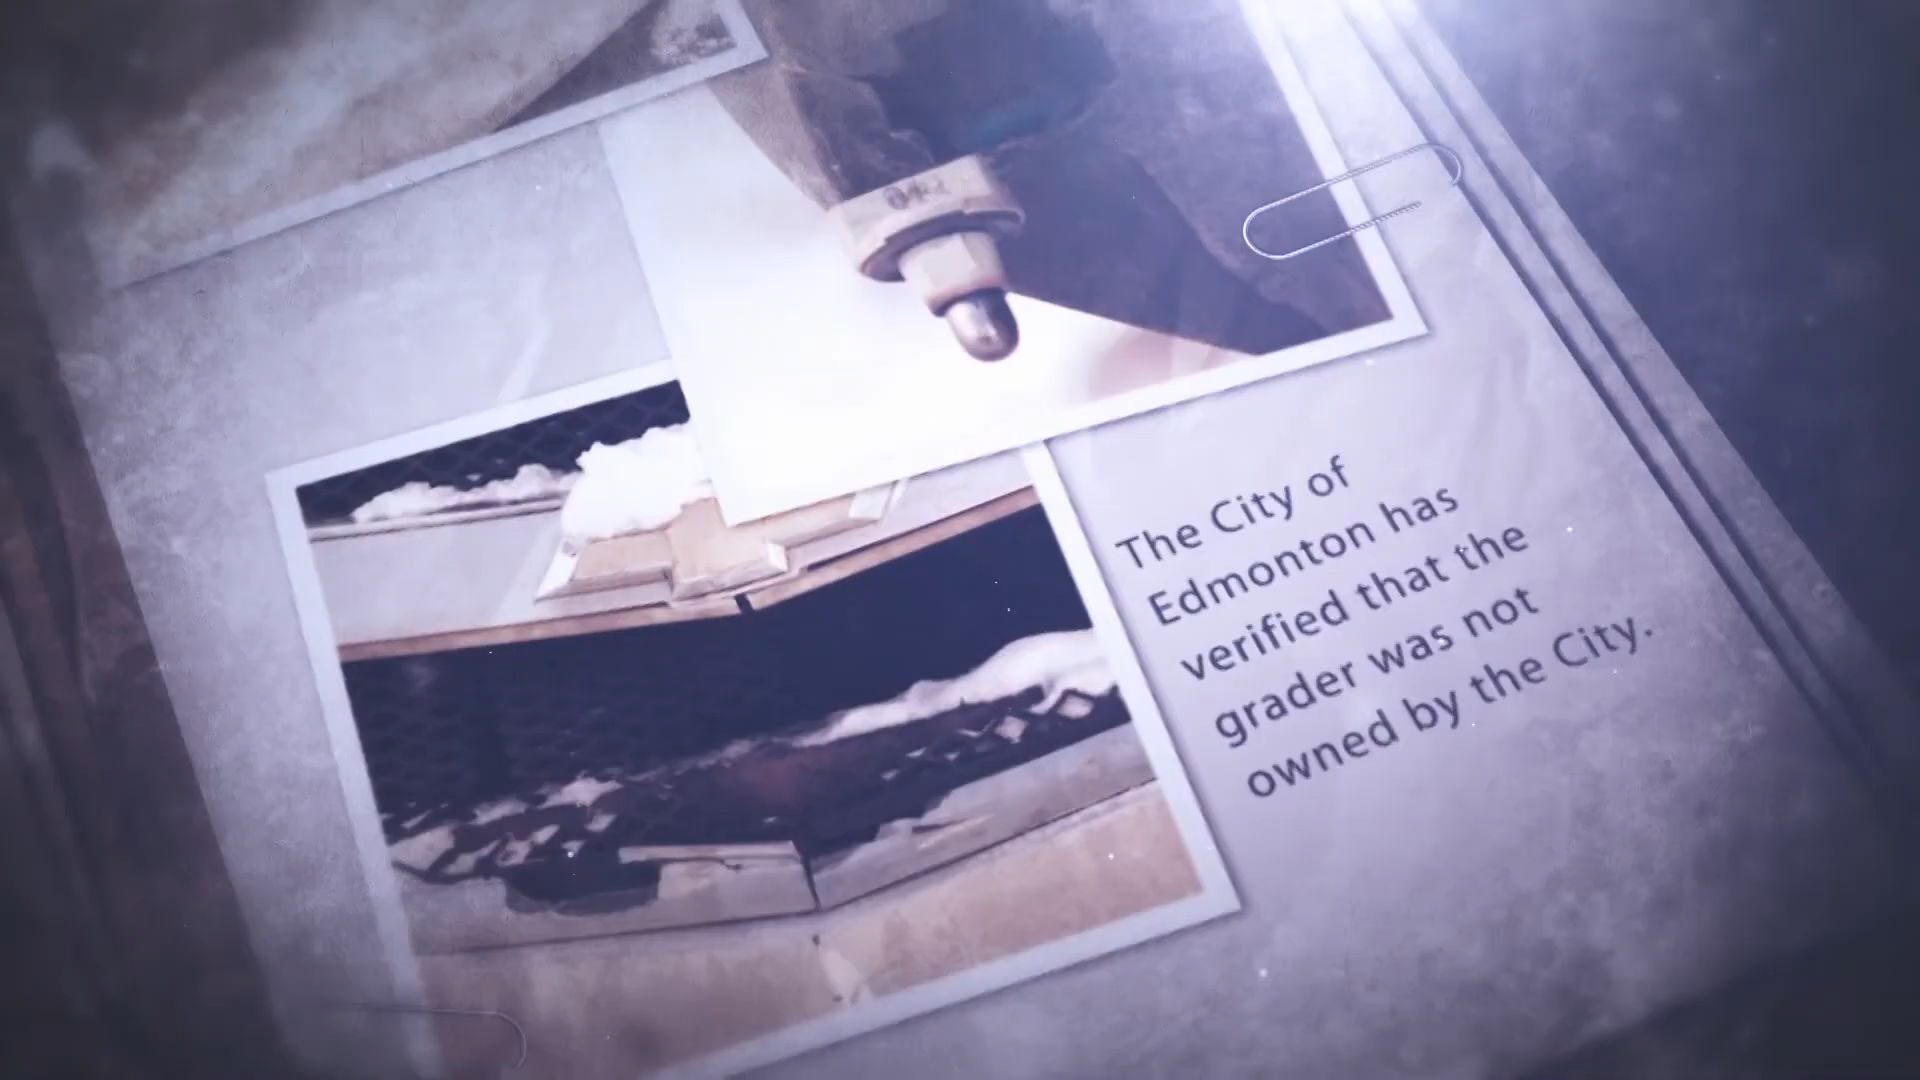 The City of
Edmonton has
verified that the
grader was not
owned by the City.